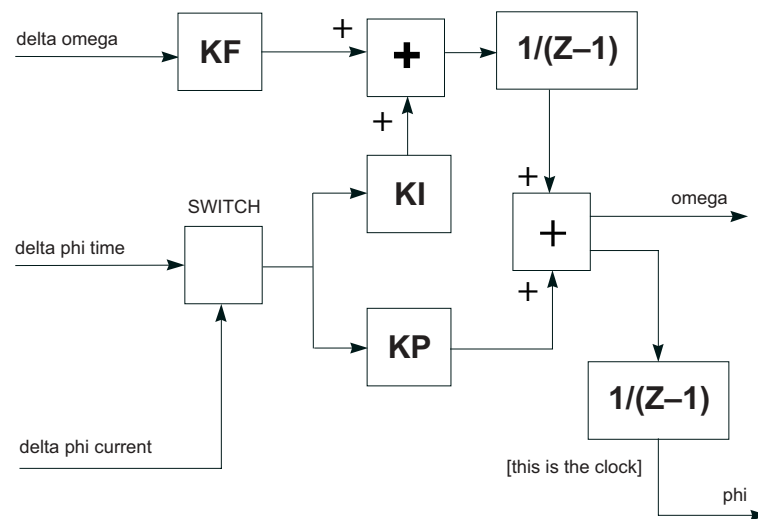 delta omega
KF
+
+
1/(Z–1)
+
KI
+
SWITCH
omega
+
delta phi time
+
KP
1/(Z–1)
delta phi current
[this is the clock]
phi